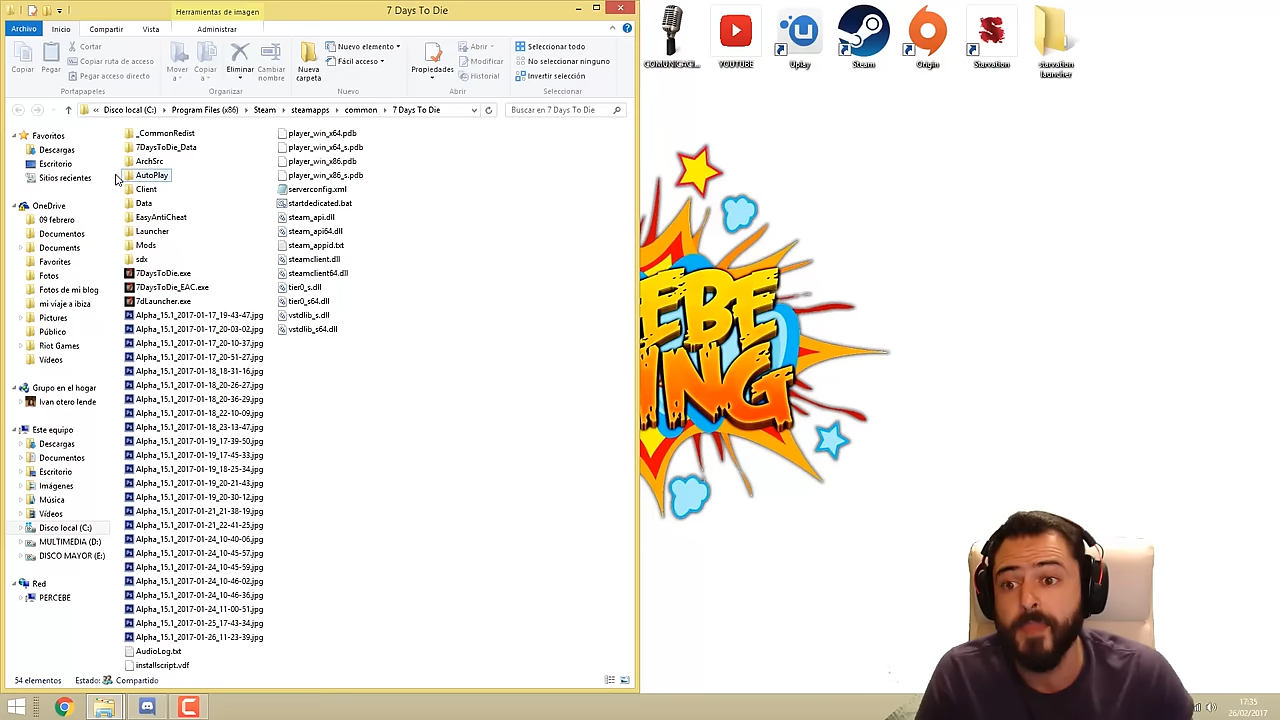 Herramientas de imagen
7 Days To Die
Archivo
Inicio
Compartir
Vista
Administrar
Copiar
Pegar
Cortar
Copiar ruta de acceso
Pegar acceso directo
Portapapeles
Mover a
Copiar a
Eliminar
Cambiar nombre
Organizar
Nueva carpeta
Nuevo elemento
Fácil acceso
Nuevo
Propiedades
Abrir
Modificar
Historial
Abrir
Seleccionar todo
No seleccionar ninguno
Invertir selección
Seleccionar
« Disco local (C:) Program Files (x86) Steam steamapps common 7 Days To Die
Buscar en 7 Days To Die
Favoritos
Descargas
Escritorio
Sitios recientes
OneDrive
09 febrero
Documentos
Documents
Favorites
Fotos
Fotos de mi blog
mi viaje a ibiza
Pictures
Público
Riot Games
Vídeos
Grupo en el hogar
Ivan otero lende
Este equipo
Descargas
Documentos
Escritorio
Imágenes
Música
Vídeos
Disco local (C:)
MULTIMEDIA (D:)
DISCO MAYOR (E:)
Red
PERCEBE
_CommonRedist
7DaysToDie_Data
ArchSrc
AutoPlay
Client
Data
EasyAntiCheat
Launcher
Mods
sdx
7DaysToDie.exe
7DaysToDie_EAC.exe
7dLauncher.exe
Alpha_15.1_2017-01-17_19-43-47.jpg
Alpha_15.1_2017-01-17_20-03-02.jpg
Alpha_15.1_2017-01-17_20-10-37.jpg
Alpha_15.1_2017-01-17_20-51-27.jpg
Alpha_15.1_2017-01-18_18-31-16.jpg
Alpha_15.1_2017-01-18_20-26-27.jpg
Alpha_15.1_2017-01-18_20-36-29.jpg
Alpha_15.1_2017-01-18_22-10-09.jpg
Alpha_15.1_2017-01-18_23-13-47.jpg
Alpha_15.1_2017-01-19_17-39-50.jpg
Alpha_15.1_2017-01-19_17-45-33.jpg
Alpha_15.1_2017-01-19_18-25-34.jpg
Alpha_15.1_2017-01-19_20-21-43.jpg
Alpha_15.1_2017-01-19_20-30-12.jpg
Alpha_15.1_2017-01-21_21-38-19.jpg
Alpha_15.1_2017-01-21_22-41-25.jpg
Alpha_15.1_2017-01-24_10-40-06.jpg
Alpha_15.1_2017-01-24_10-45-57.jpg
Alpha_15.1_2017-01-24_10-45-59.jpg
Alpha_15.1_2017-01-24_10-46-02.jpg
Alpha_15.1_2017-01-24_10-46-36.jpg
Alpha_15.1_2017-01-24_11-00-51.jpg
Alpha_15.1_2017-01-25_17-43-34.jpg
Alpha_15.1_2017-01-26_11-23-39.jpg
AudioLog.txt
installscript.vdf
player_win_x64.pdb
player_win_x64_s.pdb
player_win_x86.pdb
player_win_x86_s.pdb
serverconfig.xml
startdedicated.bat
steam_api.dll
steam_api64.dll
steam_appid.txt
steamclient.dll
steamclient64.dll
tier0_s.dll
tier0_s64.dll
vstdlib_s.dll
vstdlib_s64.dll
54 elementos
Estado: Compartido
COMUNICACI...
YOUTUBE
Uplay
Steam
Origin
Starvation
starvation launcher
EBE
ING
17:35
26/02/2017